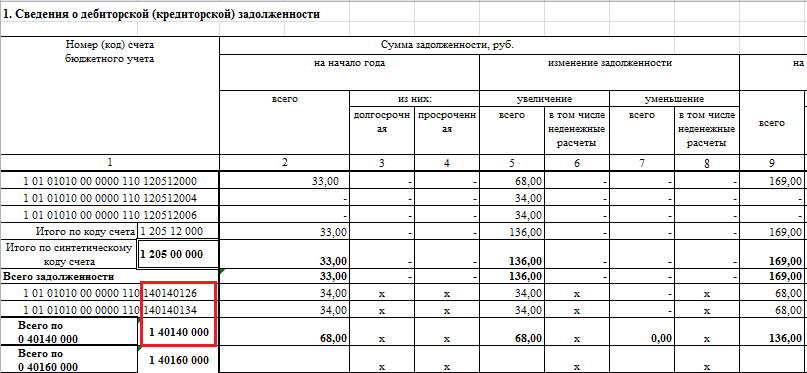 1. Сведения о дебиторской (кредиторской) задолженности
Номер (код) счета
бюджетного учета
Сумма задолженности, руб.
на начало года
изменение задолженности
на
всего
из них:
увеличение
уменьшение
всего
долгосрочн
ая
просроченн
ая
всего
в том числе
неденежные
расчеты
всего
в том числе
неденежные
расчеты
1 2 3 4 5 6 7 8 9
1 01 01010 00 0000 110 120512000 33,00 - - 68,00 - - - 169,00
1 01 01010 00 0000 110 120512004 - - - 34,00 - - - -
1 01 01010 00 0000 110 120512006 - - - 34,00 - - - -
Итого по коду счета 1 205 12 000 33,00 - - 136,00 - - - 169,00
Итого по синтетическому
коду счета
1 205 00 000
33,00 - - 136,00 - - - 169,00
Всего задолженности 33,00 - - 136,00 - - - 169,00
1 01 01010 00 0000 110 140140126 34,00 х х 34,00 х - х 68,00
1 01 01010 00 0000 110 140140134 34,00 х х 34,00 х - х 68,00
Всего по
0 40140 000
1 40140 000
68,00 х х 68,00 х 0,00 х 136,00
Всего по
0 40160 000
1 40160 000
х х х х